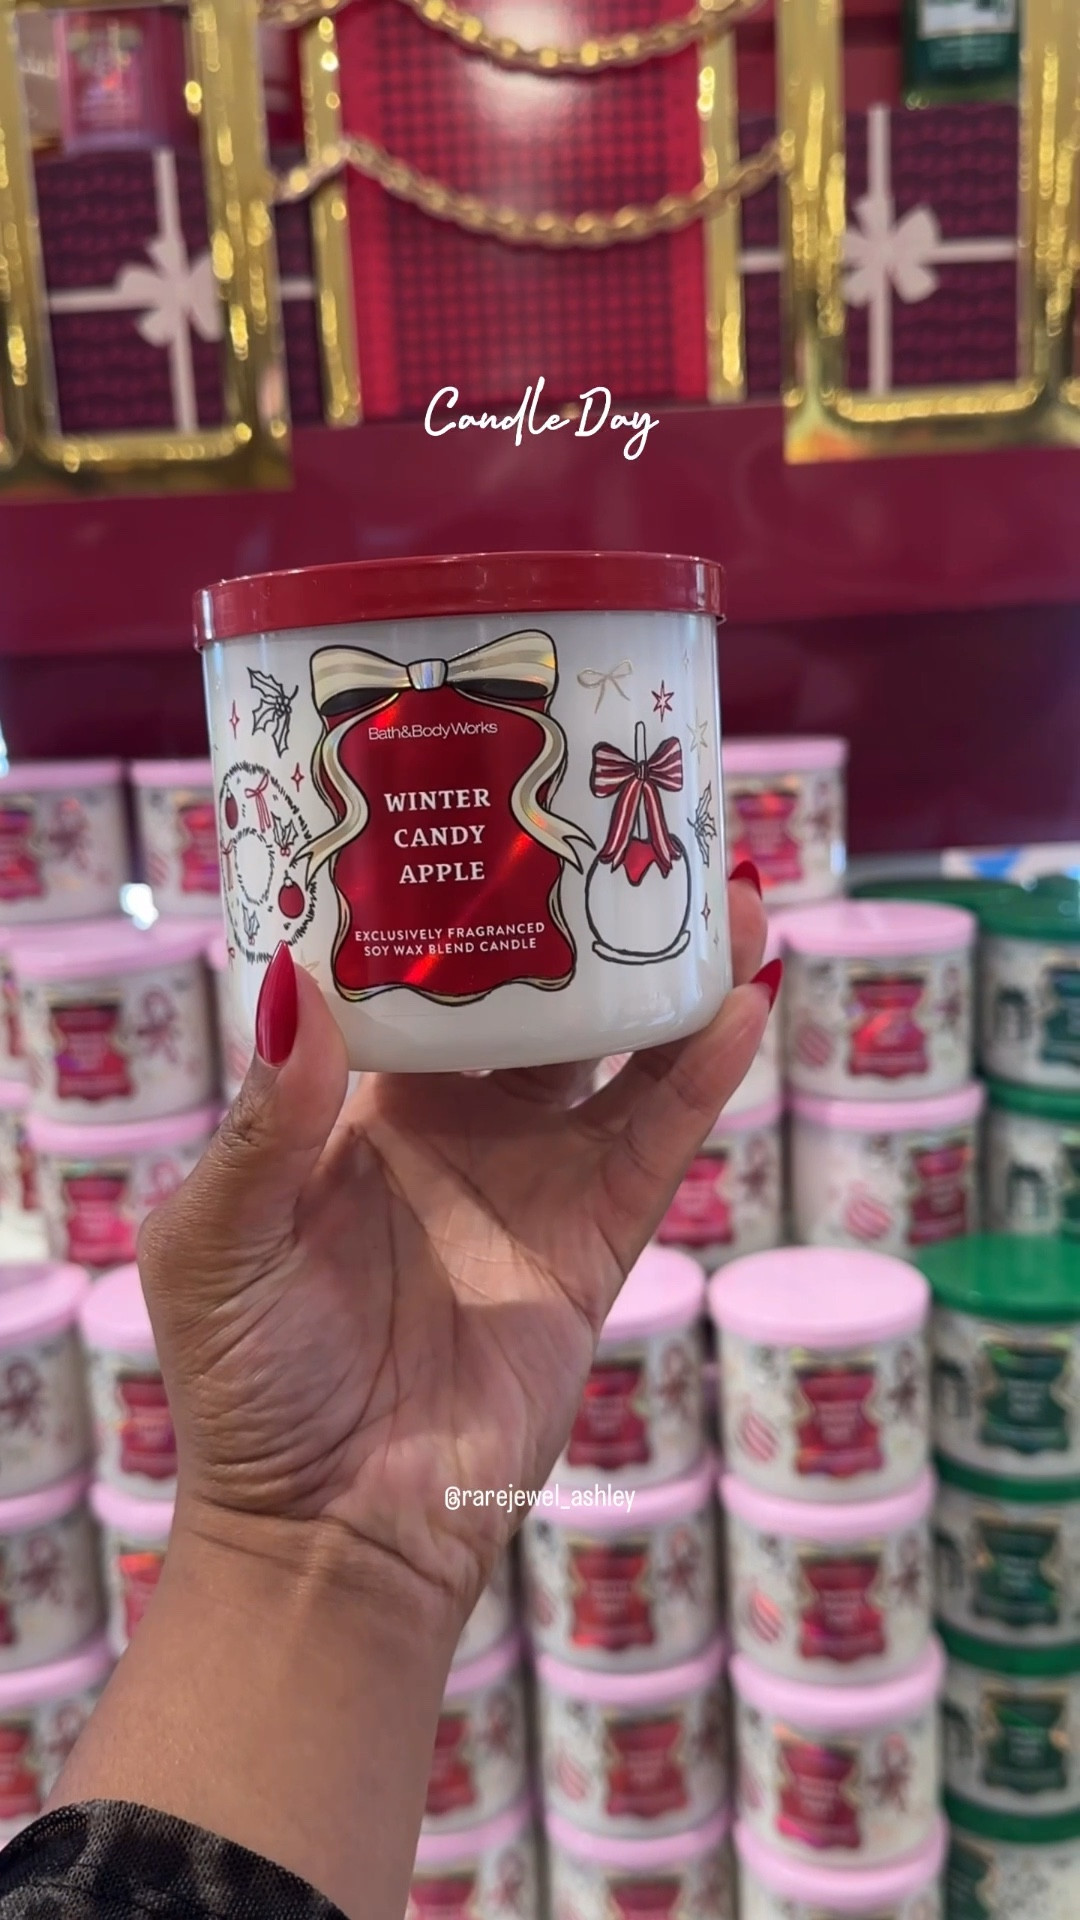 Candle Day
Bath&BodyWorks
WINTER
CANDY
APPLE
EXCLUSIVELY FRAGRANCED
SOY WAX BLEND CANDLE
@rarejewel_ashley